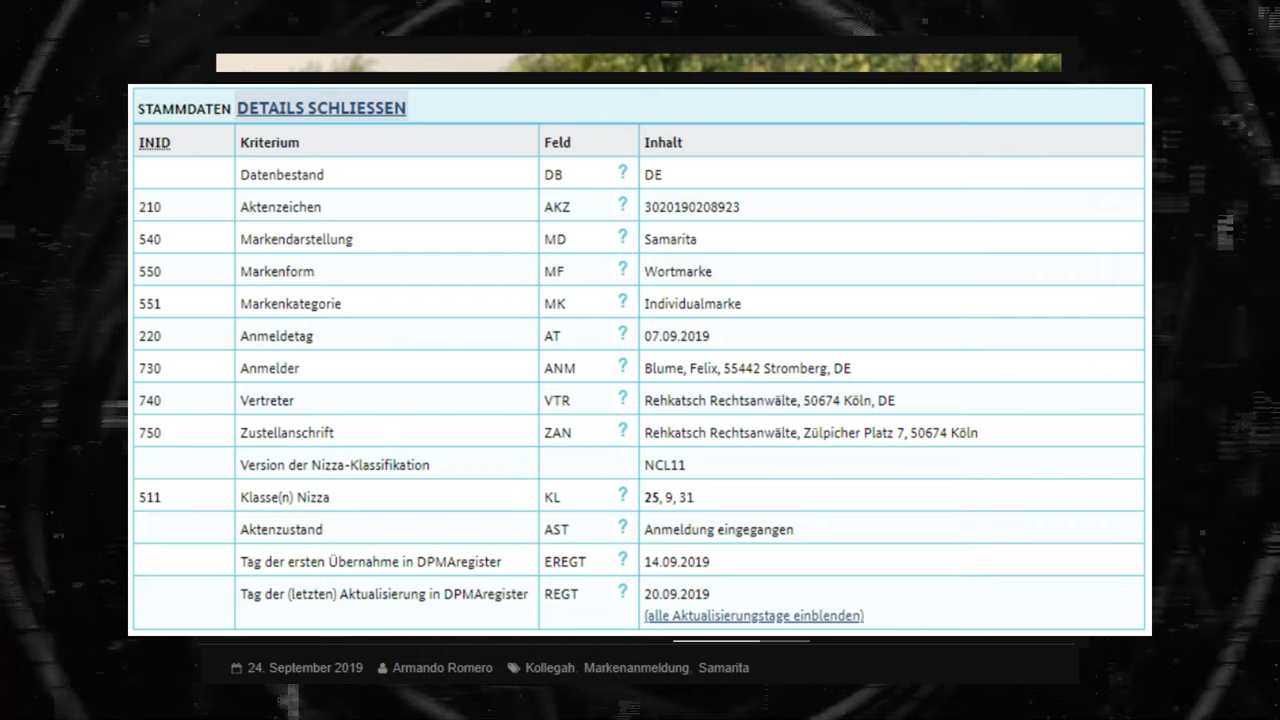 STAMMDATEN DETAILS SCHLIESSEN
INID Kriterium Feld Inhalt
Datenbestand DB ? DE
210 Aktenzeichen AKZ ? 3020190208923
540 Markendarstellung MD ? Samarita
550 Markenform MF ? Wortmarke
551 Markenkategorie MK ? Individualmarke
220 Anmeldetag AT ? 07.09.2019
730 Anmelder ANM ? Blume, Felix, 55442 Stromberg, DE
740 Vertreter VTR ? Rehkatsch Rechtsanwälte, 50674 Köln, DE
750 Zustellanschrift ZAN ? Rehkatsch Rechtsanwälte, Zülpicher Platz 7, 50674 Köln
Version der Nizza-Klassifikation NCL11
511 Klasse(n) Nizza KL ? 25, 9, 31
Aktenzustand AST ? Anmeldung eingegangen
Tag der ersten Übernahme in DPMAregister EREGT ? 14.09.2019
Tag der (letzten) Aktualisierung in DPMAregister REGT ? 20.09.2019
(alle Aktualisierungstage einblenden)
24. September 2019 Armando Romero Kollegah, Markenanmeldung, Samarita